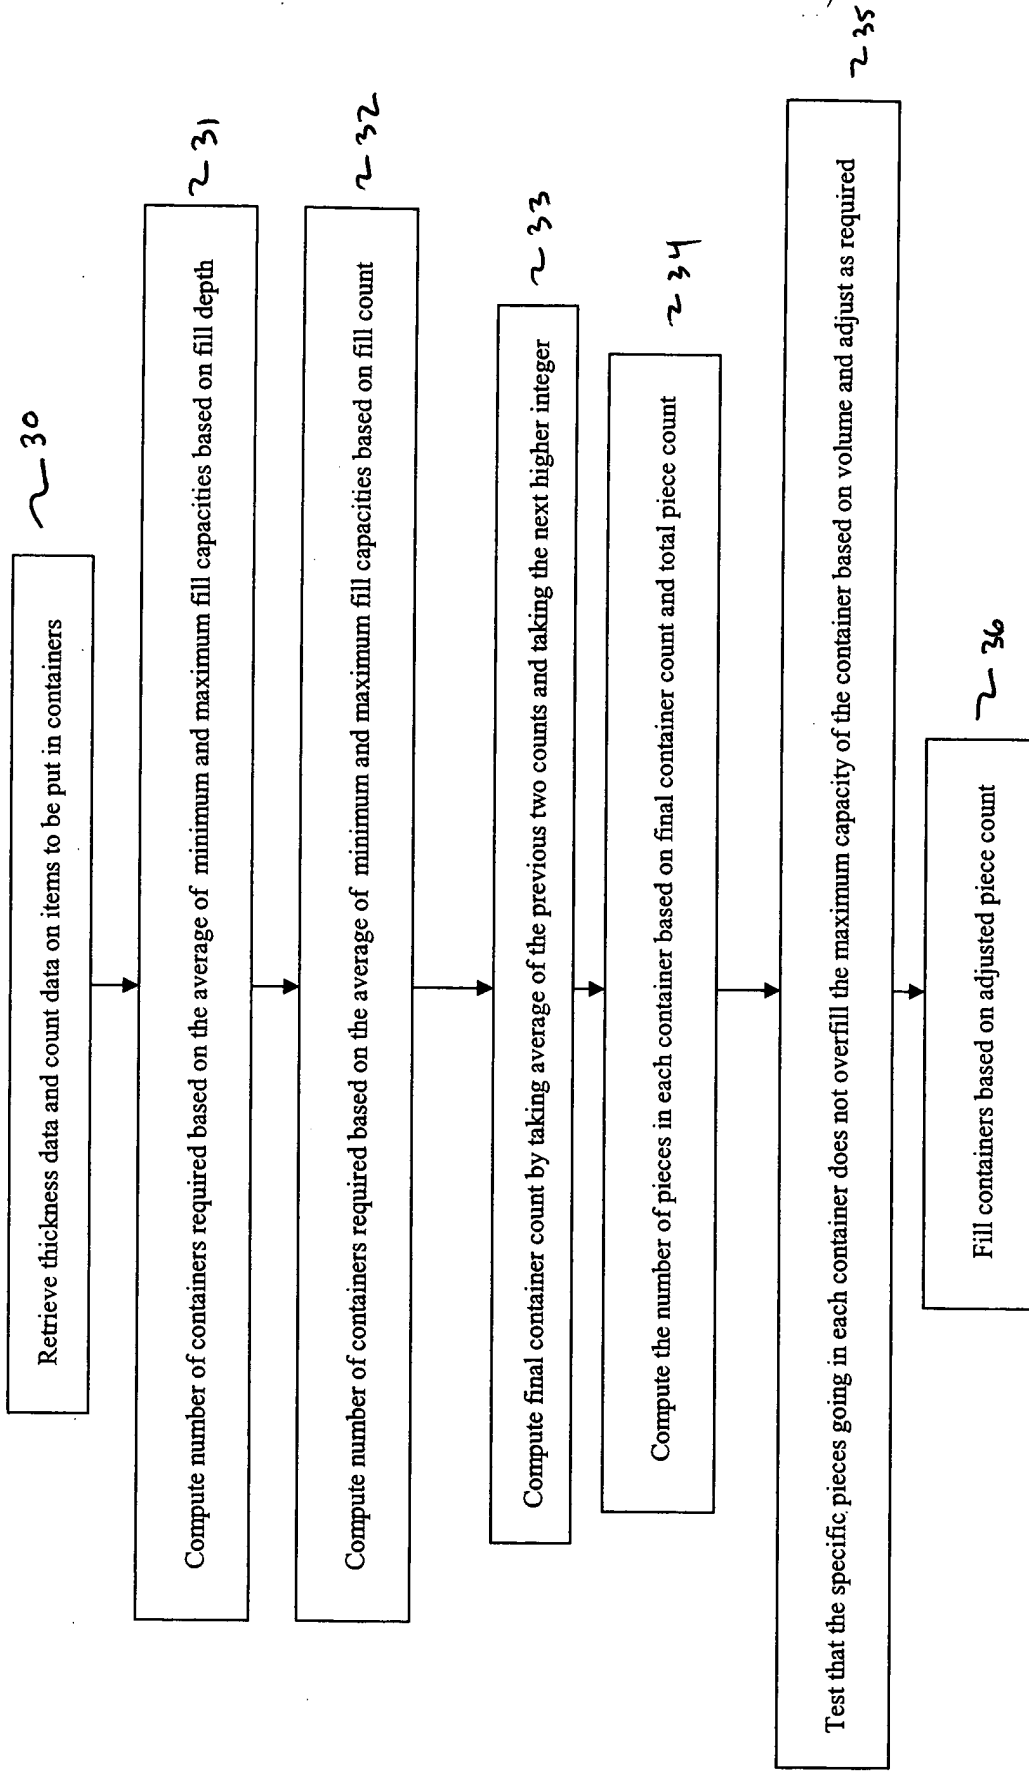 Retrieve thickness data and count data on items to be put in containers
30
Compute number of containers required based on the average of minimum and maximum fill capacities based on fill depth
31
Compute number of containers required based on the average of minimum and maximum fill capacities based on fill count
32
Compute final container count by taking average of the previous two counts and taking the next higher integer
33
Compute the number of pieces in each container based on final container count and total piece count
34
Test that the specific pieces going in each container does not overfill the maximum capacity of the container based on volume and adjust as required
35
Fill containers based on adjusted piece count
36